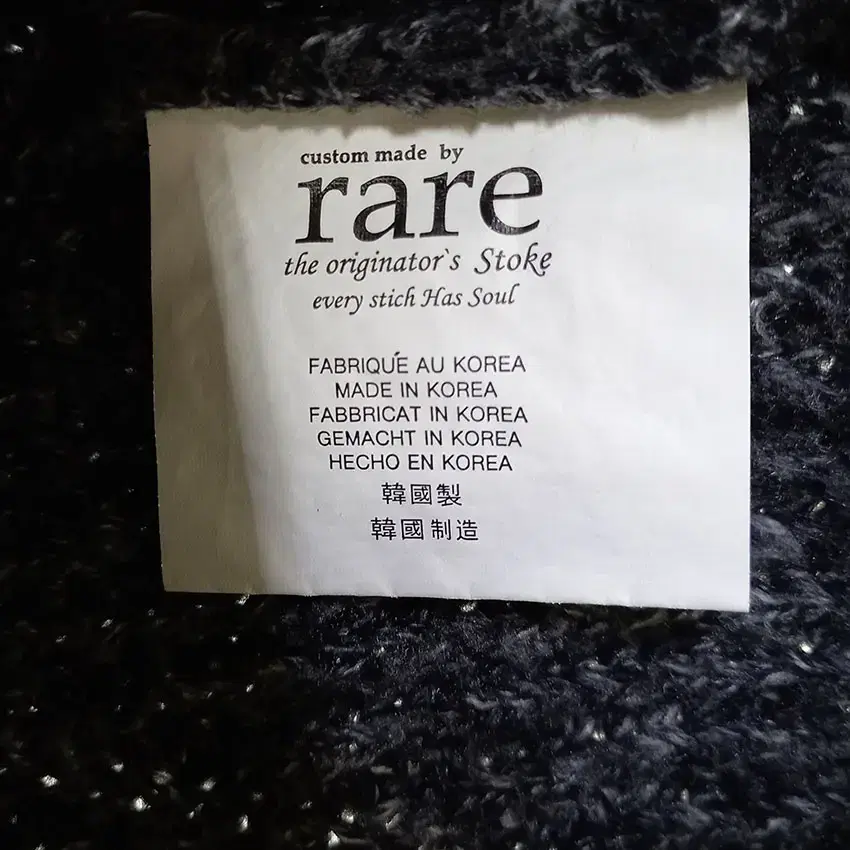 custom made by
rare
the originator`s Stoke
every stich Has Soul
FABRIQUÉ AU KOREA
MADE IN KOREA
FABBRICAT IN KOREA
GEMACHT IN KOREA
HECHO EN KOREA
韓國製
韓國制造